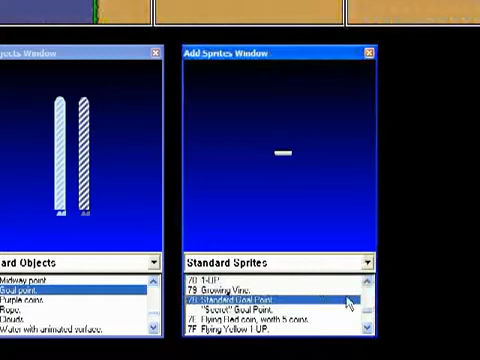 jects Window
Add Sprites Window
ard Objects
Standard Sprites
Midway point
Goal point.
Purple coins
Rope.
Clouds
Water with animated surface.
1-UP.
79 Growing Vine.
7B Standard Goal Point.
"Secret" Goal Point.
7E Flying Red coin, worth 5 coins
7F Flying Yellow 1 UP.